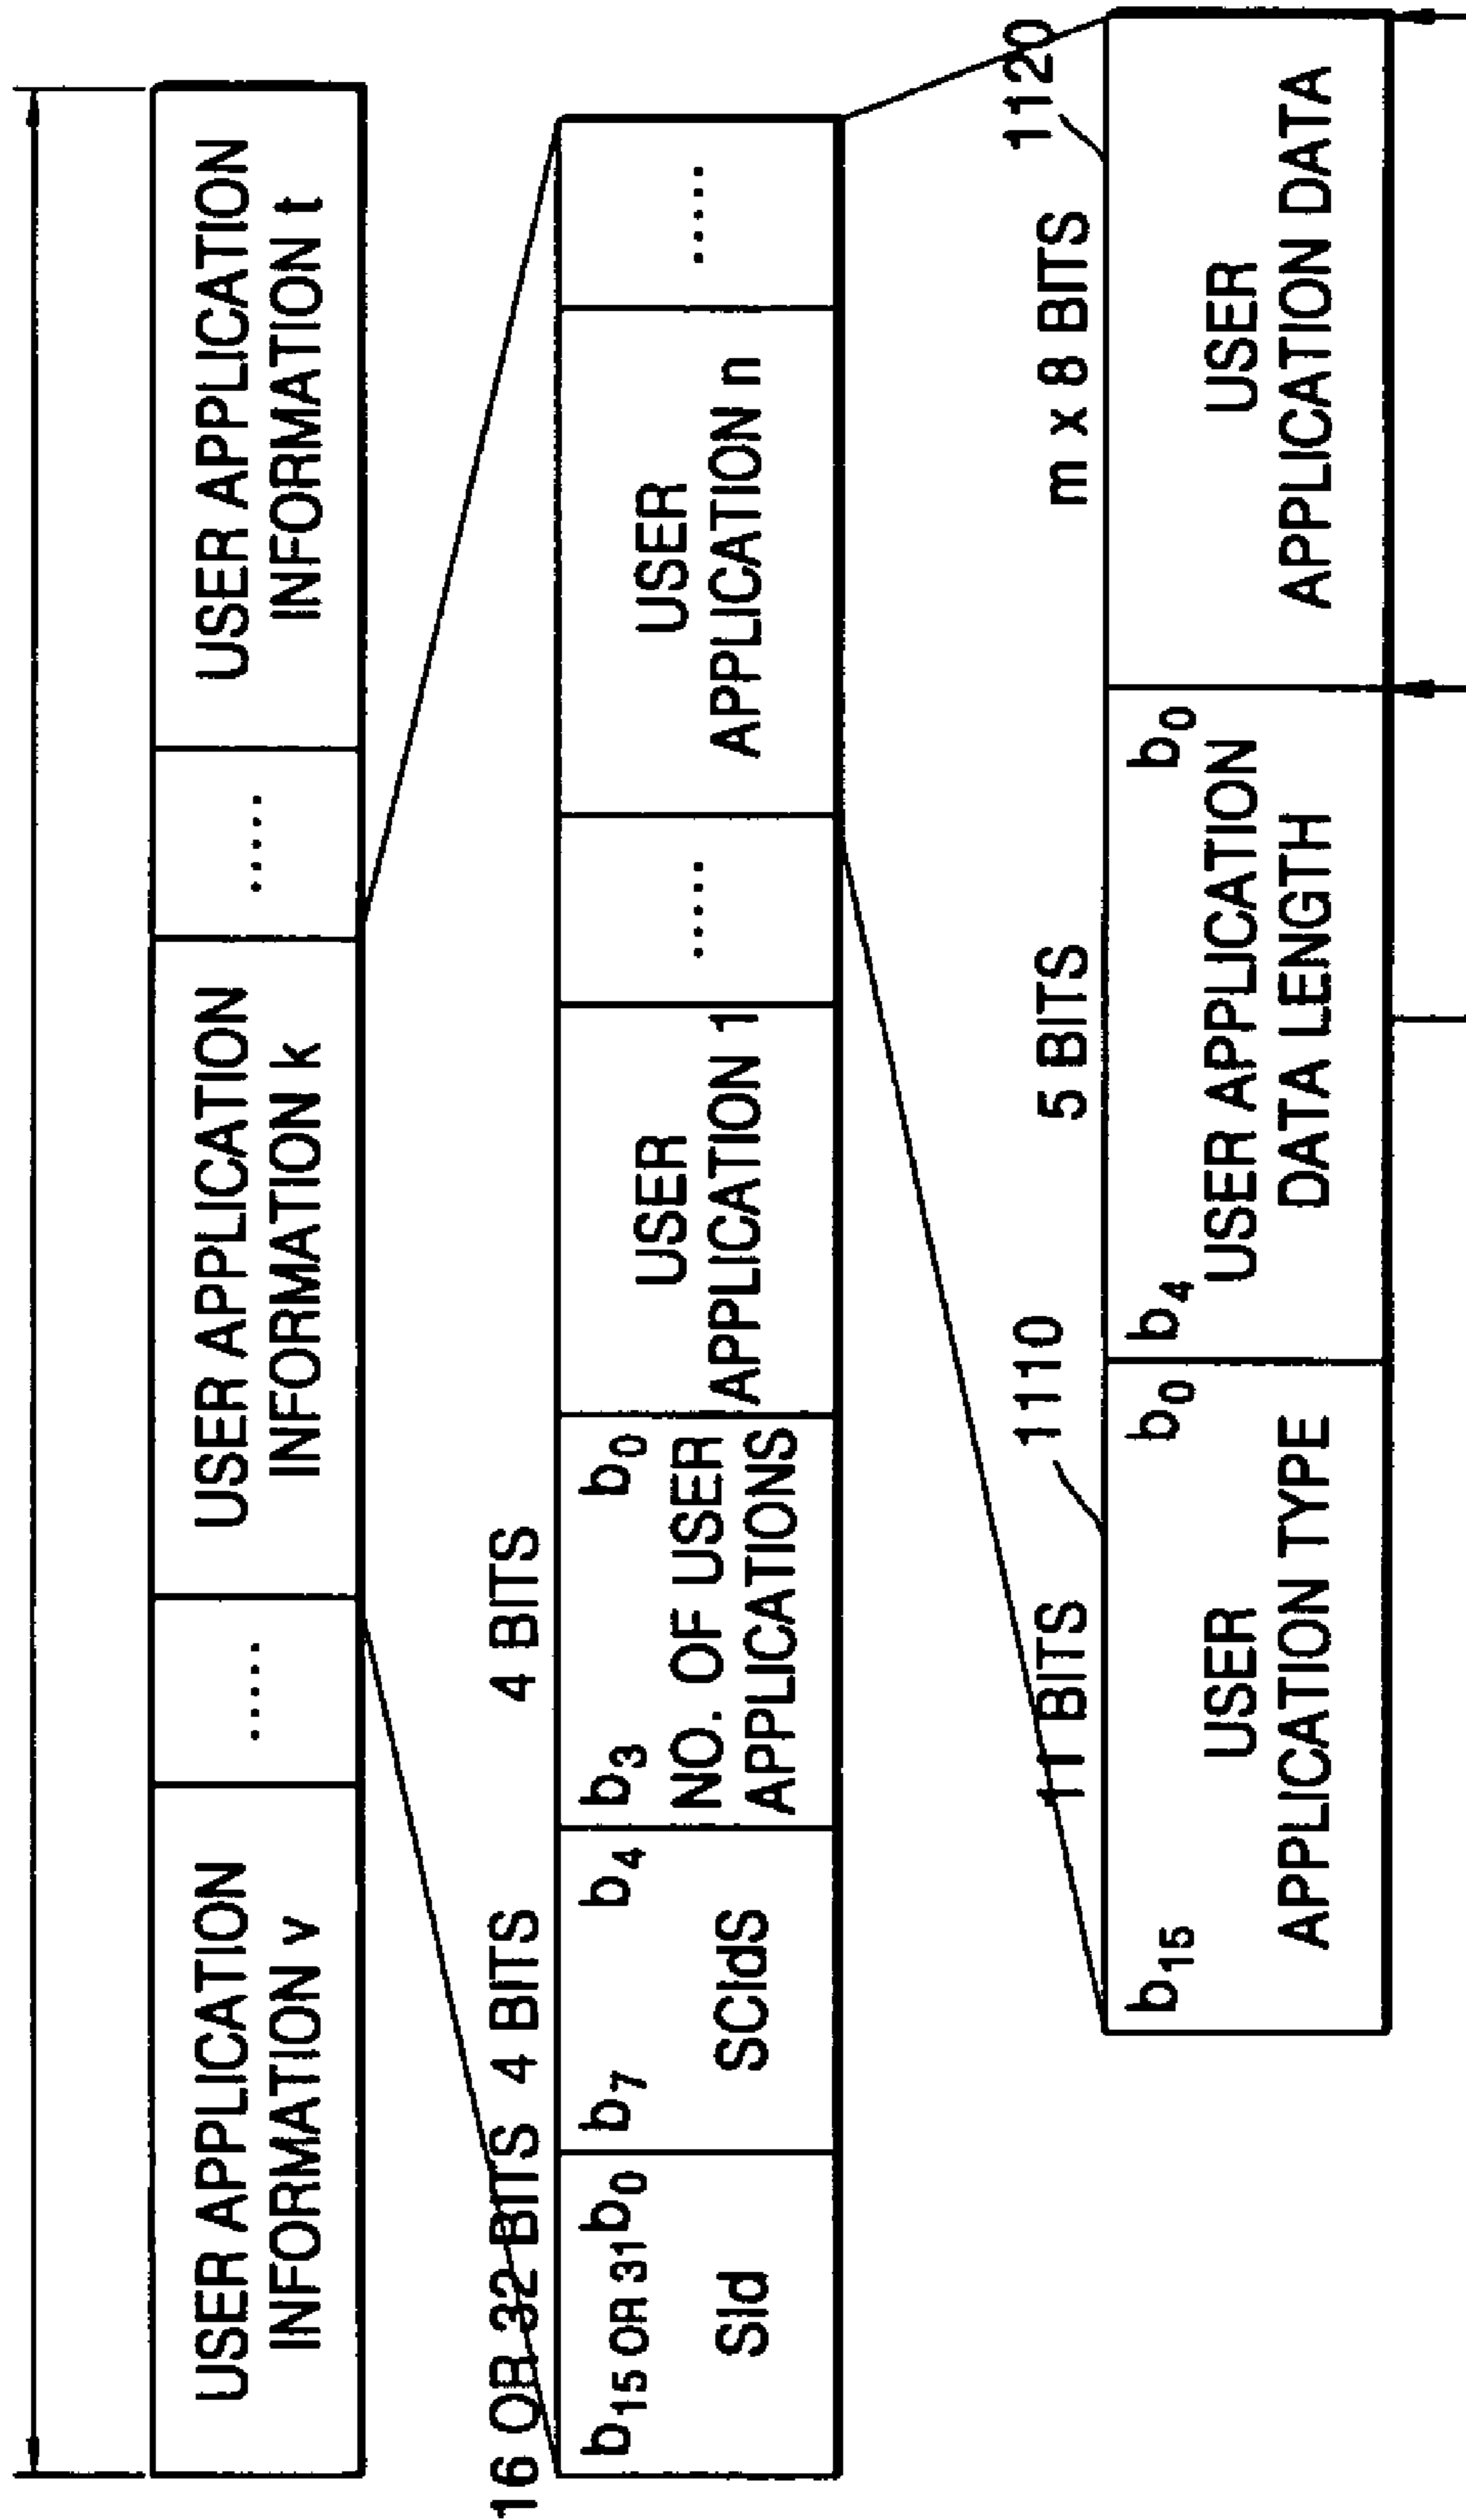 USER APPLICATION
INFORMATION v
.....
USER APPLICATION
INFORMATION k
.....
USER APPLICATION
INFORMATION t
16 OR 32 BITS
4 BITS
4 BITS
b15 OR 31 b0
SId
b7 b4
SCIdS
b3 b0
NO. OF USER
APPLICATIONS
USER
APPLICATION 1
.....
USER
APPLICATION n
.....
11 BITS
1110
5 BITS
m x 8 BITS
1120
b15 b0
USER
APPLICATION TYPE
b4 b0
USER APPLICATION
DATA LENGTH
USER
APPLICATION DATA